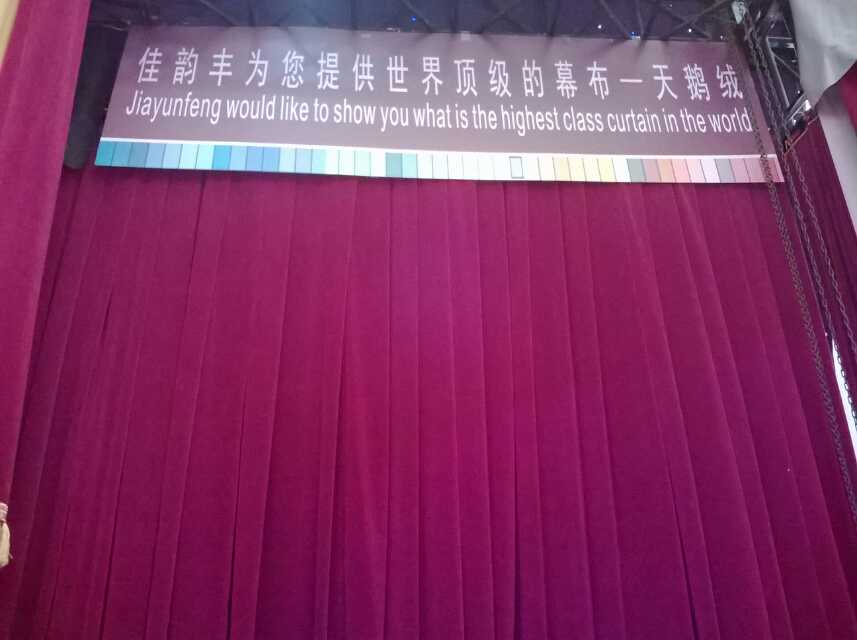 佳韵丰为您提供世界顶级的幕布一天鹅绒
Jiayunfeng would like to show you what is the highest class curtain in the world